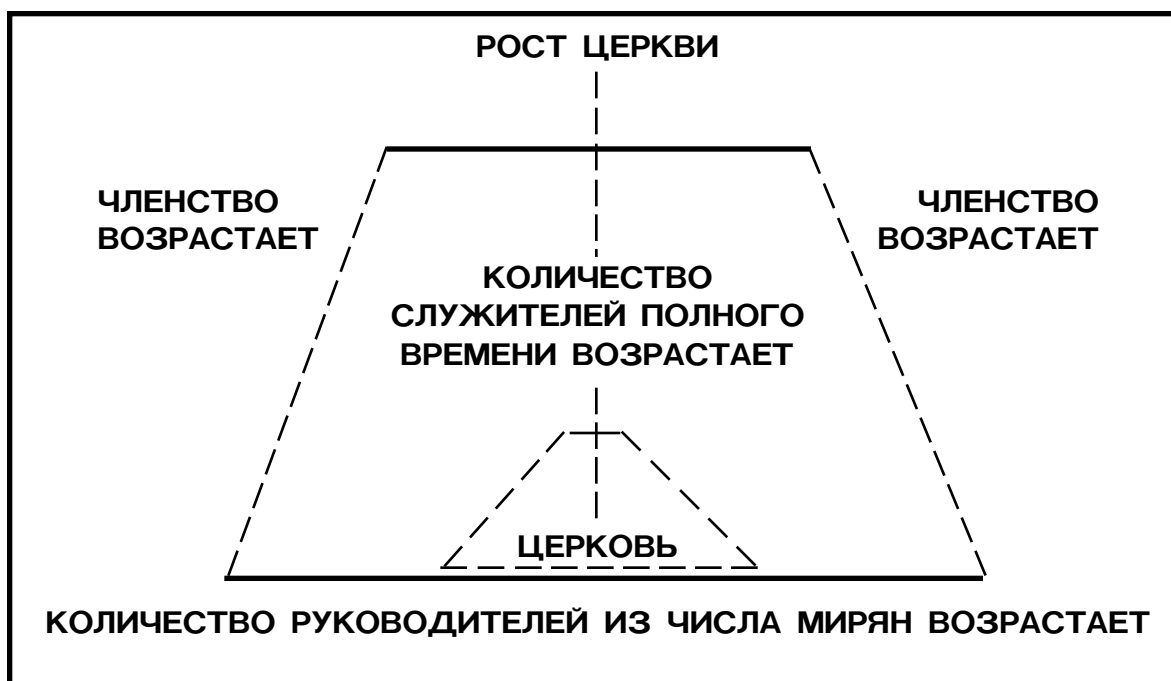 РОСТ ЦЕРКВИ
ЧЛЕНСТВО
ВОЗРАСТАЕТ
ЧЛЕНСТВО
ВОЗРАСТАЕТ
КОЛИЧЕСТВО
СЛУЖИТЕЛЕЙ ПОЛНОГО
ВРЕМЕНИ ВОЗРАСТАЕТ
ЦЕРКОВЬ
КОЛИЧЕСТВО РУКОВОДИТЕЛЕЙ ИЗ ЧИСЛА МИРЯН ВОЗРАСТАЕТ